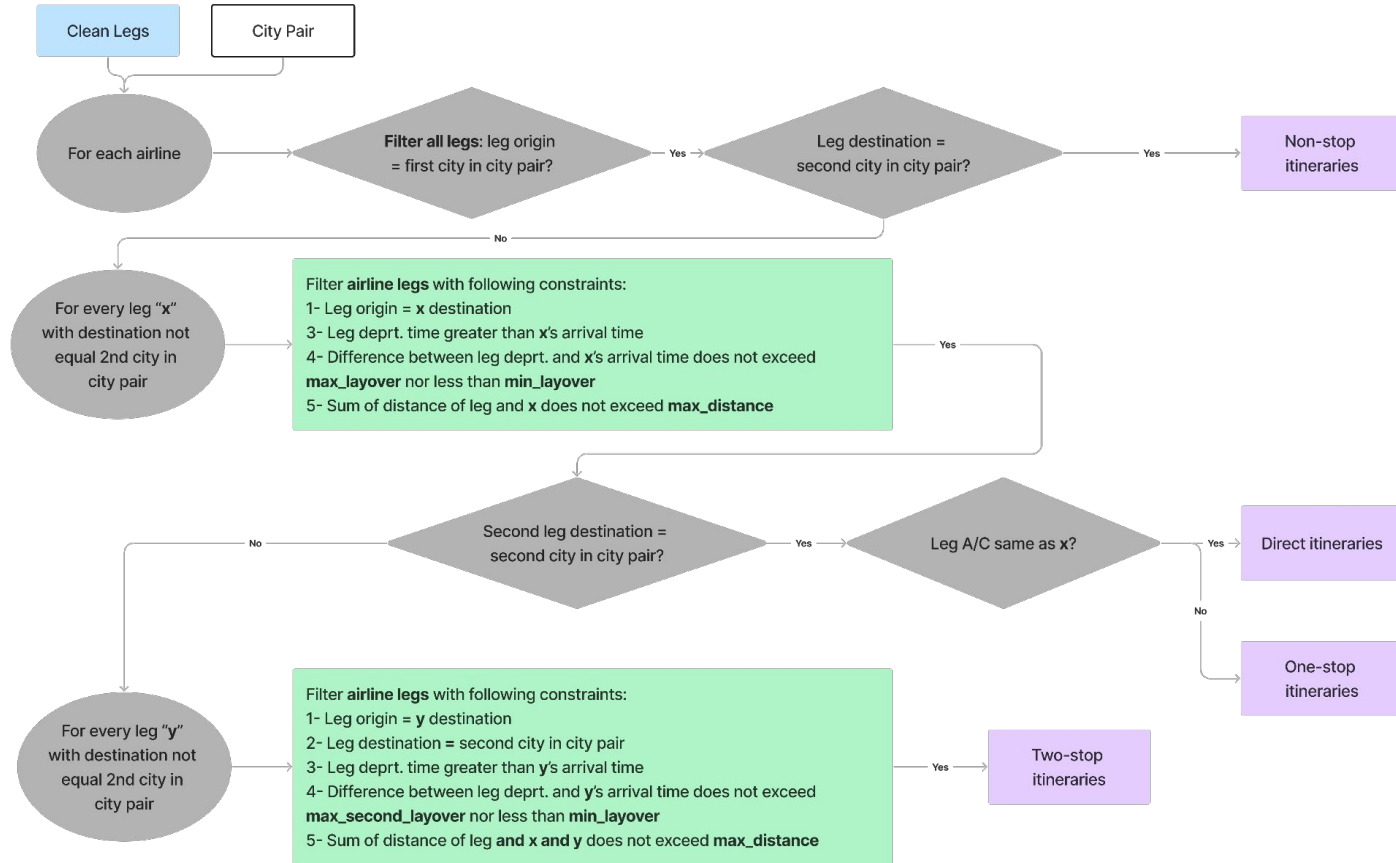 Clean Legs
City Pair
For each airline
Filter all legs: leg origin
= first city in city pair?
Yes
Leg destination =
second city in city pair?
Yes
Non-stop
itineraries
No
For every leg “x”
with destination not
equal 2nd city in
city pair
Filter airline legs with following constraints:
1- Leg origin = x destination
3- Leg deprt. time greater than x’s arrival time
4- Difference between leg deprt. and x’s arrival time does not exceed
max_layover nor less than min_layover
5- Sum of distance of leg and x does not exceed max_distance
Yes
Second leg destination =
second city in city pair?
No
Yes
Leg A/C same as x?
Yes
Direct itineraries
No
One-stop
itineraries
For every leg “y”
with destination not
equal 2nd city in
city pair
Filter airline legs with following constraints:
1- Leg origin = y destination
2- Leg destination = second city in city pair
3- Leg deprt. time greater than y’s arrival time
4- Difference between leg deprt. and y’s arrival time does not exceed
max_second_layover nor less than min_layover
5- Sum of distance of leg and x and y does not exceed max_distance
Yes
Two-stop
itineraries